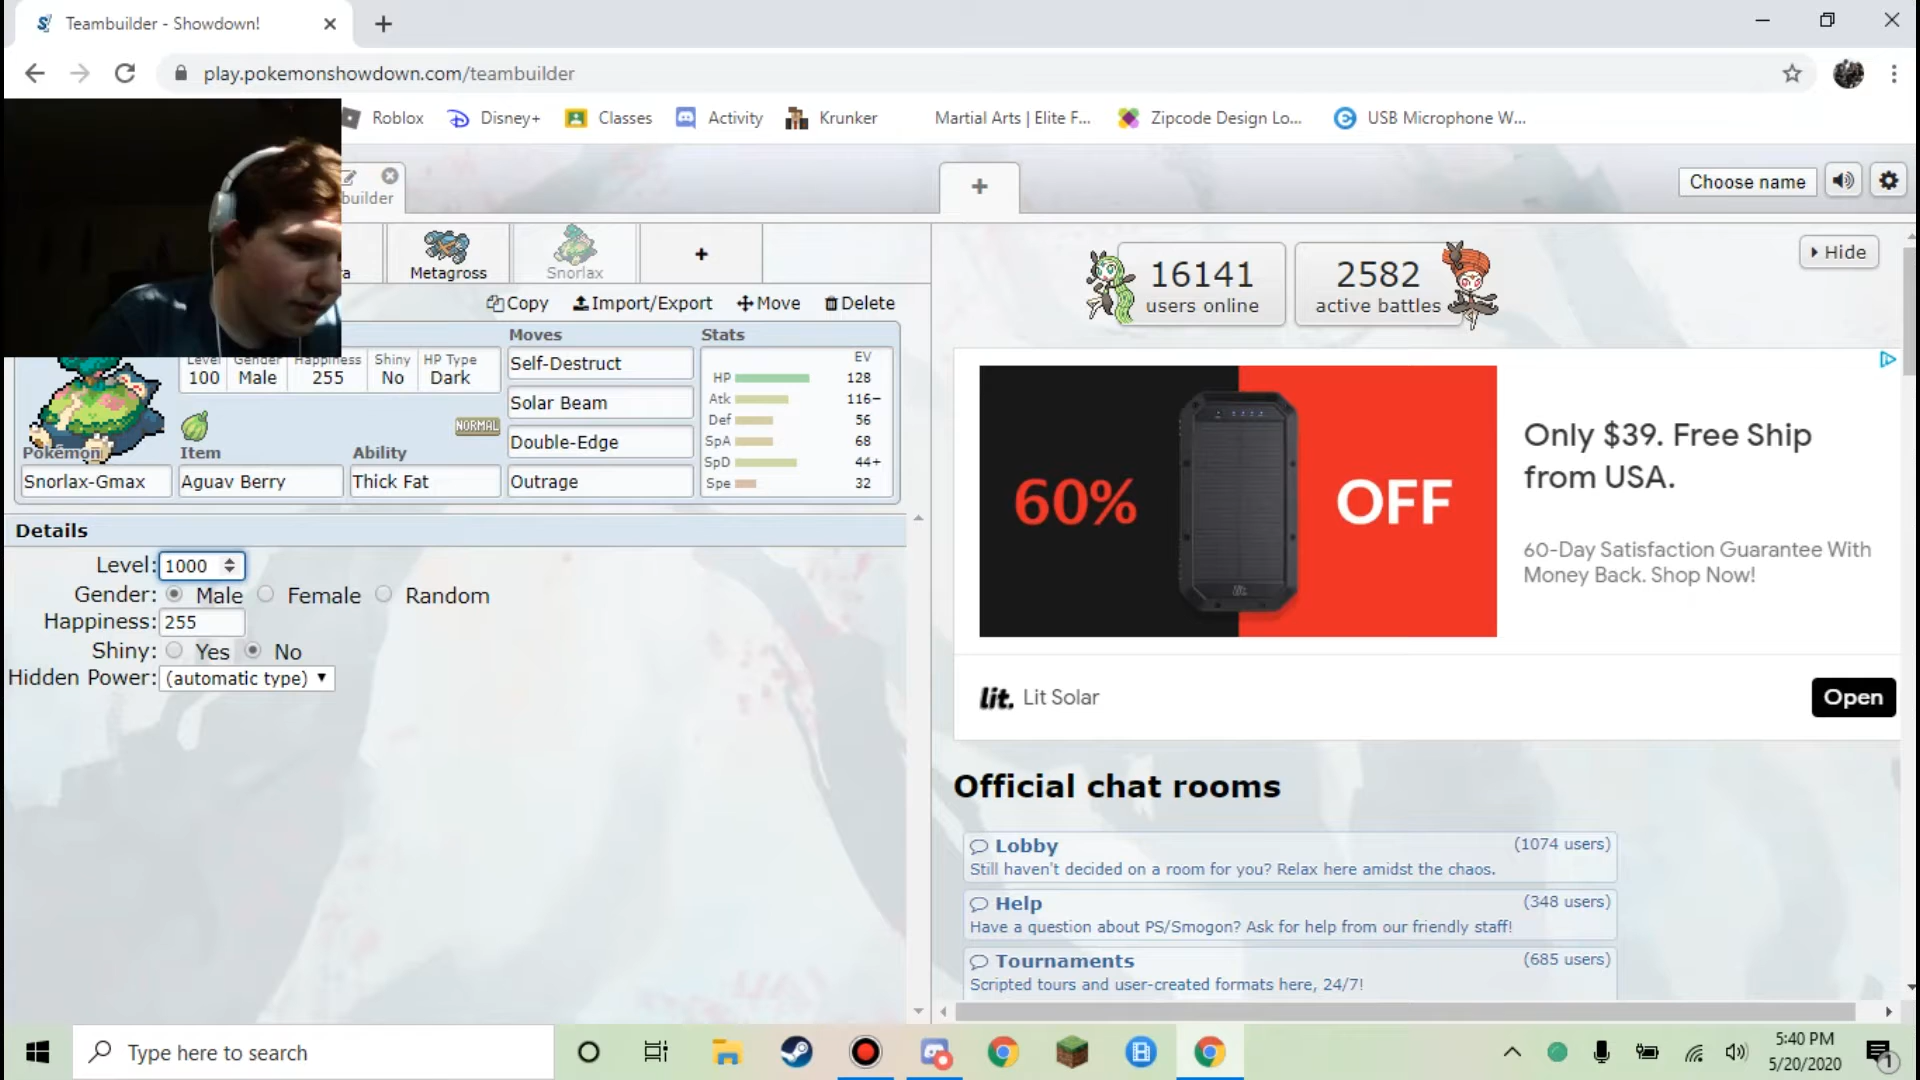 Teambuilder - Showdown!
play.pokemonshowdown.com/teambuilder
Roblox Disney+ Classes Activity Krunker Martial Arts | Elite F... Zipcode Design Lo... USB Microphone W...
builder
Choose name
Metagross Snorlax
Copy Import/Export Move Delete
16141
users online
2582
active battles
Hide
Moves Stats
Level Gender Happiness Shiny HP Type
100 Male 255 No Dark
Self-Destruct
Solar Beam
Double-Edge
Outrage
EV
HP 128
Atk 116−
Def 56
SpA 68
SpD 44+
Spe 32
NORMAL
Pokémon Item Ability
Snorlax-Gmax Aguav Berry Thick Fat
Details
Level: 1000
Gender: Male Female Random
Happiness: 255
Shiny: Yes No
Hidden Power: (automatic type)
60% OFF
Only $39. Free Ship
from USA.
60-Day Satisfaction Guarantee With
Money Back. Shop Now!
lit. Lit Solar
Open
Official chat rooms
Lobby (1074 users)
Still haven't decided on a room for you? Relax here amidst the chaos.
Help (348 users)
Have a question about PS/Smogon? Ask for help from our friendly staff!
Tournaments (685 users)
Scripted tours and user-created formats here, 24/7!
Type here to search
5:40 PM
5/20/2020
1